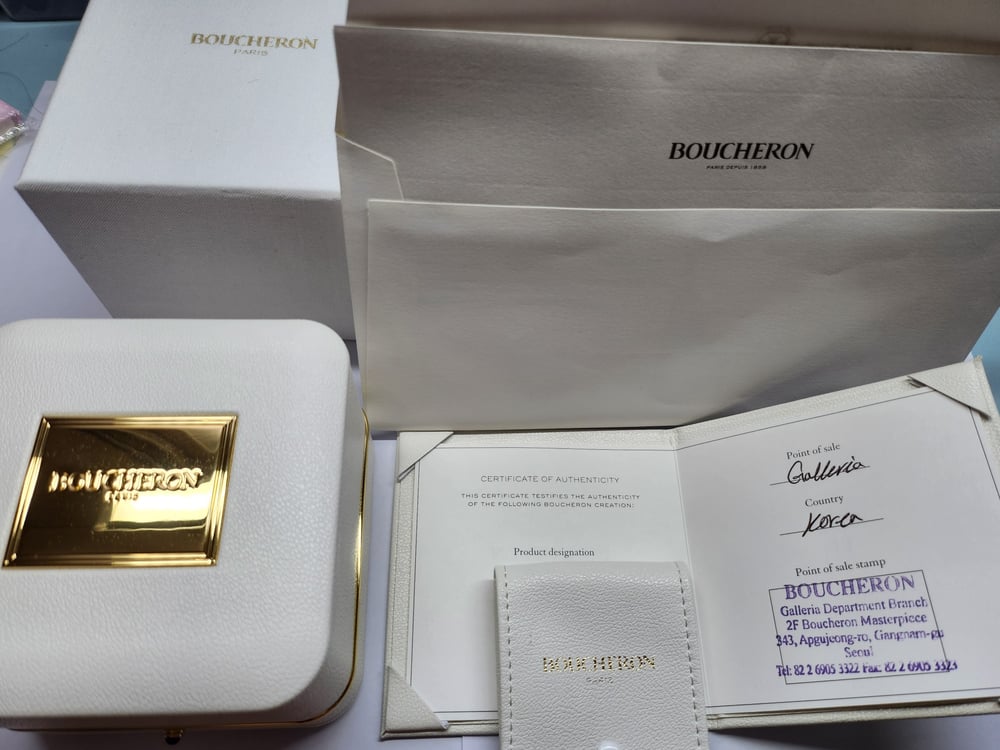 BOUCHERON
PARIS
BOUCHERON
PARIS DEPUIS 1858
BOUCHERON
PARIS
CERTIFICATE OF AUTHENTICITY
THIS CERTIFICATE TESTIFIES THE AUTHENTICITY
OF THE FOLLOWING BOUCHERON CREATION:
Product designation
BOUCHERON
PARIS
Point of sale
Galleria
Country
Korea
Point of sale stamp
BOUCHERON
Galleria Department Branch
2F Boucheron Masterpiece
343, Apgujeong-ro, Gangnam-gu
Seoul
Tel: 82 2 6905 3322 Fax: 82 2 6905 3323